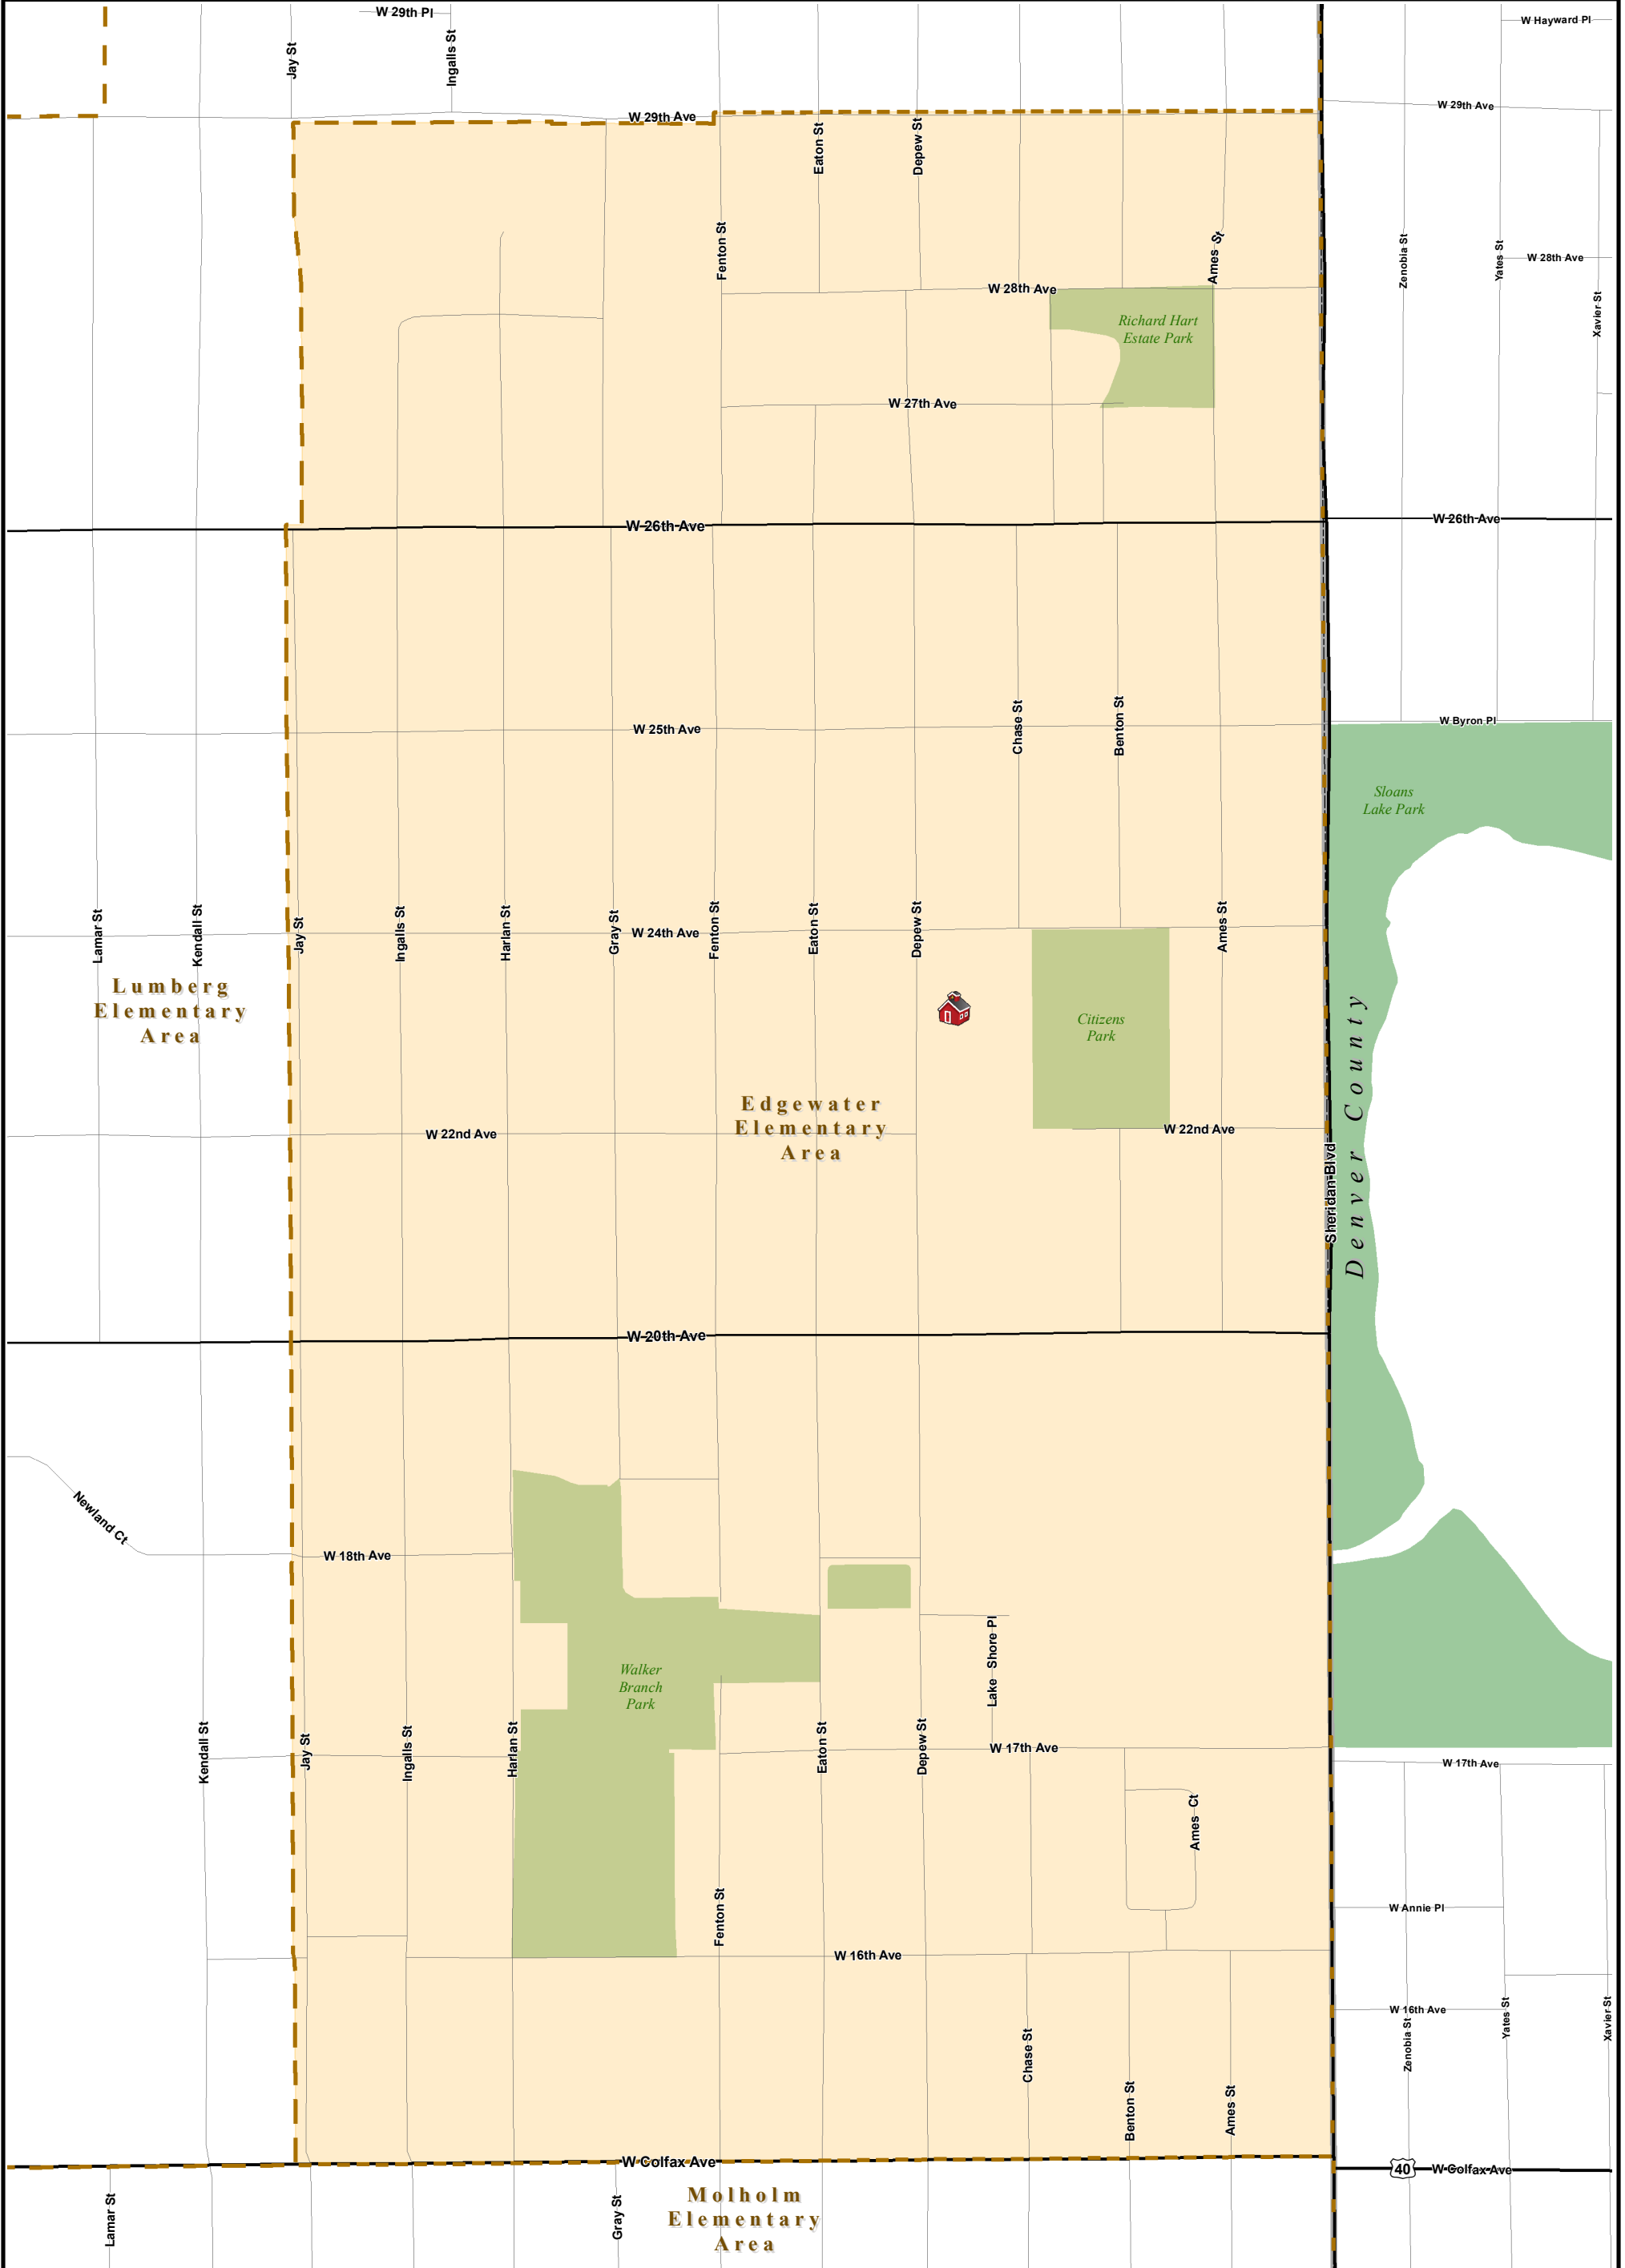 W 29th Pl
W Hayward Pl
Jay St
Ingalls St
W 29th Ave
W 29th Ave
Eaton St
Depew St
Fenton St
Ames St
Zenobia St
Yates St
W 28th Ave
W 28th Ave
Xavier St
Richard Hart
Estate Park
W 27th Ave
W 26th Ave
W 26th Ave
Chase St
Benton St
W 25th Ave
W Byron Pl
Sloans
Lake Park
Lamar St
Kendall St
Jay St
Ingalls St
Harlan St
Gray St
W 24th Ave
Fenton St
Eaton St
Depew St
Ames St
Lumberg
Elementary
Area
Citizens
Park
Denver County
Edgewater
Elementary
Area
W 22nd Ave
W 22nd Ave
Sheridan Blvd
W 20th Ave
Newland Ct
W 18th Ave
Walker
Branch
Park
Lake Shore Pl
Kendall St
Jay St
Ingalls St
Harlan St
Eaton St
Depew St
W 17th Ave
W 17th Ave
Ames Ct
Fenton St
W Annie Pl
W 16th Ave
W 16th Ave
Zenobia St
Yates St
Xavier St
Chase St
Benton St
Ames St
W Colfax Ave
40
W Colfax Ave
Lamar St
Gray St
Molholm
Elementary
Area